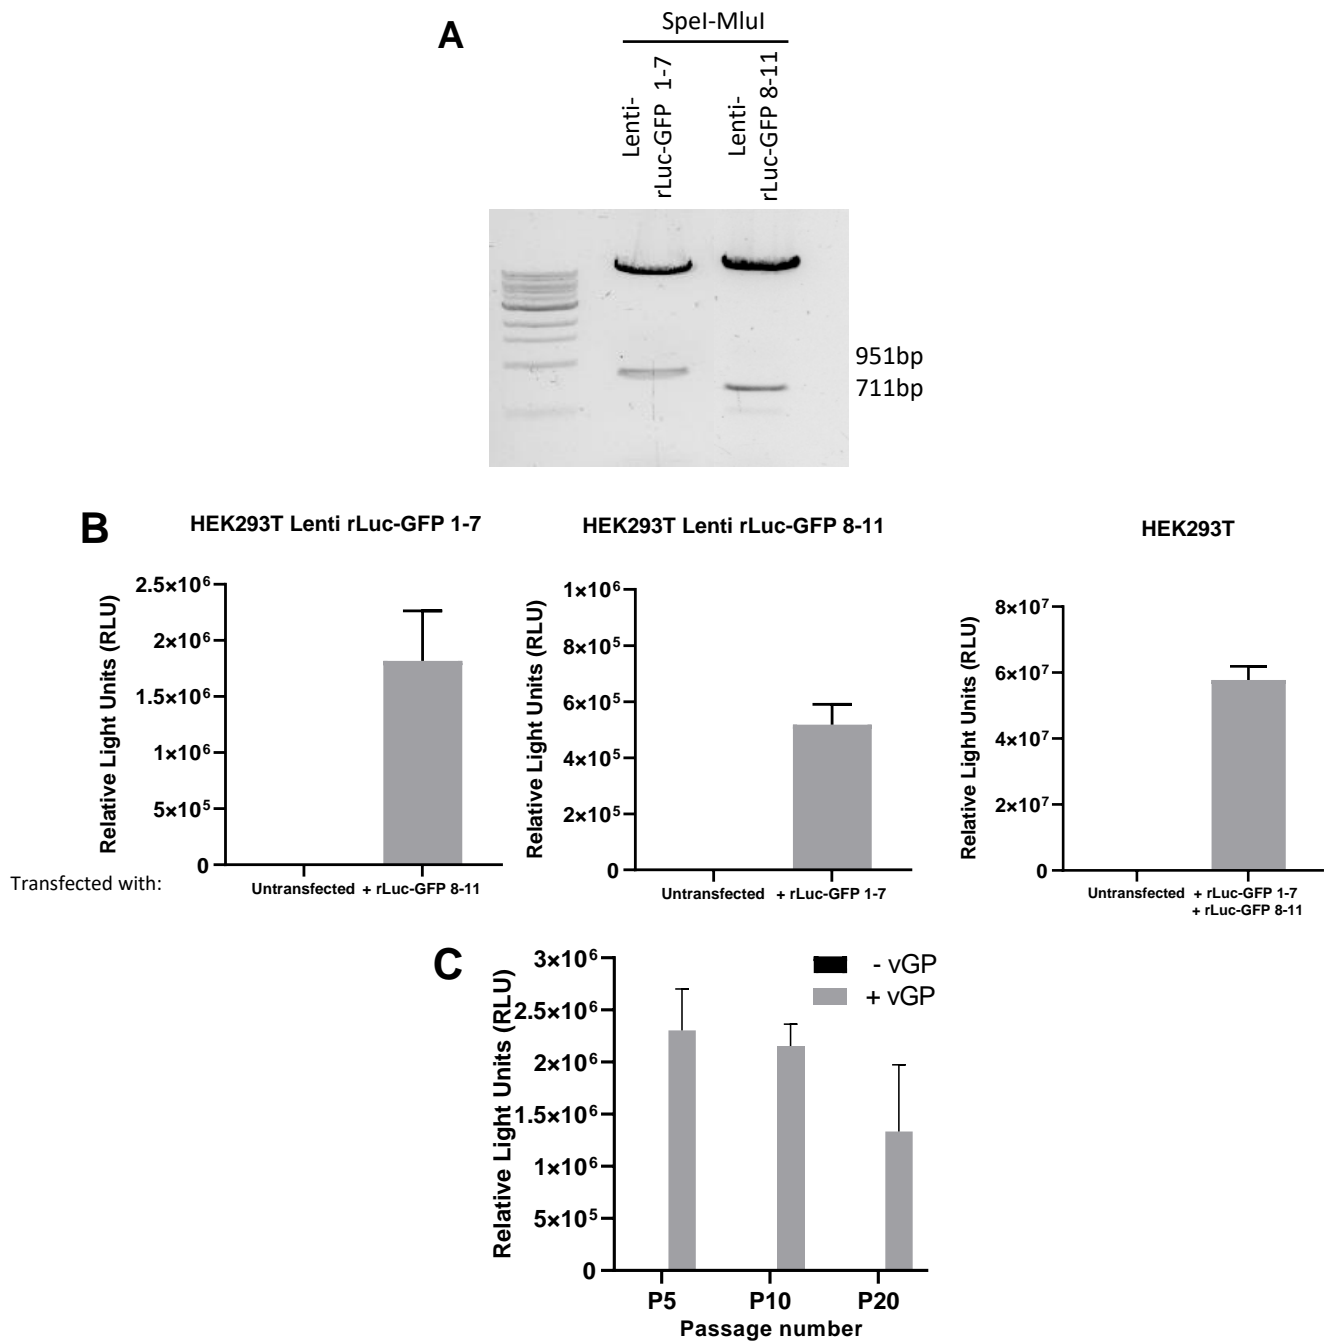 A
SpeI-MluI
Lenti-
rLuc-GFP 1-7
Lenti-
rLuc-GFP 8-11
951bp
711bp
B
HEK293T Lenti rLuc-GFP 1-7
Relative Light Units (RLU)
2.5×10⁶
2×10⁶
1.5×10⁶
1×10⁶
5×10⁵
0
Transfected with:
Untransfected + rLuc-GFP 8-11
HEK293T Lenti rLuc-GFP 8-11
Relative Light Units (RLU)
1×10⁶
8×10⁵
6×10⁵
4×10⁵
2×10⁵
0
Untransfected + rLuc-GFP 1-7
HEK293T
Relative Light Units (RLU)
8×10⁷
6×10⁷
4×10⁷
2×10⁷
0
Untransfected + rLuc-GFP 1-7
+ rLuc-GFP 8-11
C
Relative Light Units (RLU)
3×10⁶
2.5×10⁶
2×10⁶
1.5×10⁶
1×10⁶
5×10⁵
0
- vGP
+ vGP
P5 P10 P20
Passage number